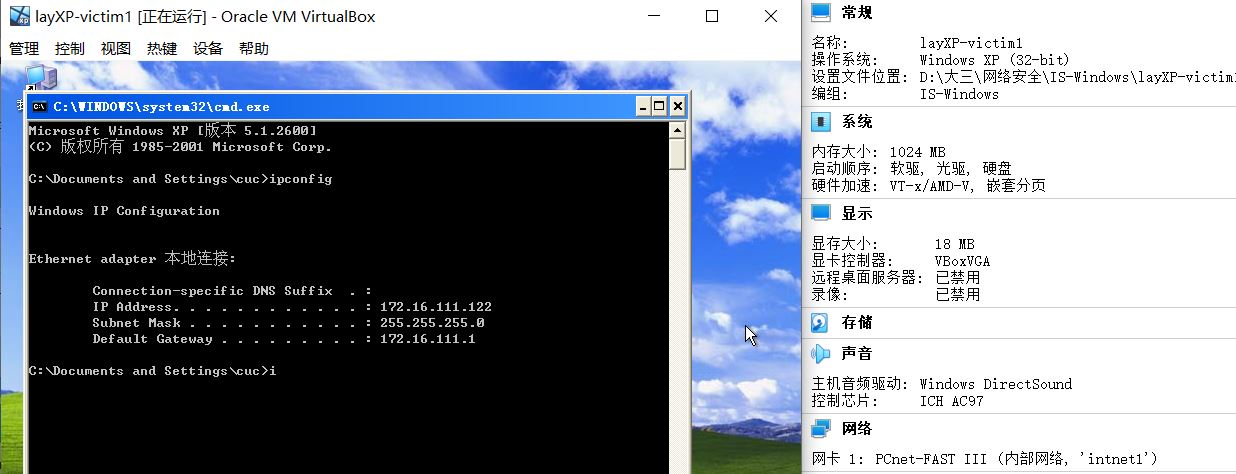 layXP-victim1 [正在运行] - Oracle VM VirtualBox
管理 控制 视图 热键 设备 帮助
C:\WINDOWS\system32\cmd.exe
Microsoft Windows XP [版本 5.1.2600]
(C) 版权所有 1985-2001 Microsoft Corp.
C:\Documents and Settings\cuc>ipconfig
Windows IP Configuration
Ethernet adapter 本地连接:
Connection-specific DNS Suffix . :
IP Address. . . . . . . . . . . . : 172.16.111.122
Subnet Mask . . . . . . . . . . . : 255.255.255.0
Default Gateway . . . . . . . . . : 172.16.111.1
C:\Documents and Settings\cuc>i
常规
名称: layXP-victim1
操作系统: Windows XP (32-bit)
设置文件位置: D:\大三\网络安全\IS-Windows\layXP-victim1
编组: IS-Windows
系统
内存大小: 1024 MB
启动顺序: 软驱, 光驱, 硬盘
硬件加速: VT-x/AMD-V, 嵌套分页
显示
显存大小: 18 MB
显卡控制器: VBoxVGA
远程桌面服务器: 已禁用
录像: 已禁用
存储
声音
主机音频驱动: Windows DirectSound
控制芯片: ICH AC97
网络
网卡 1: PCnet-FAST III (内部网络, 'intnet1')